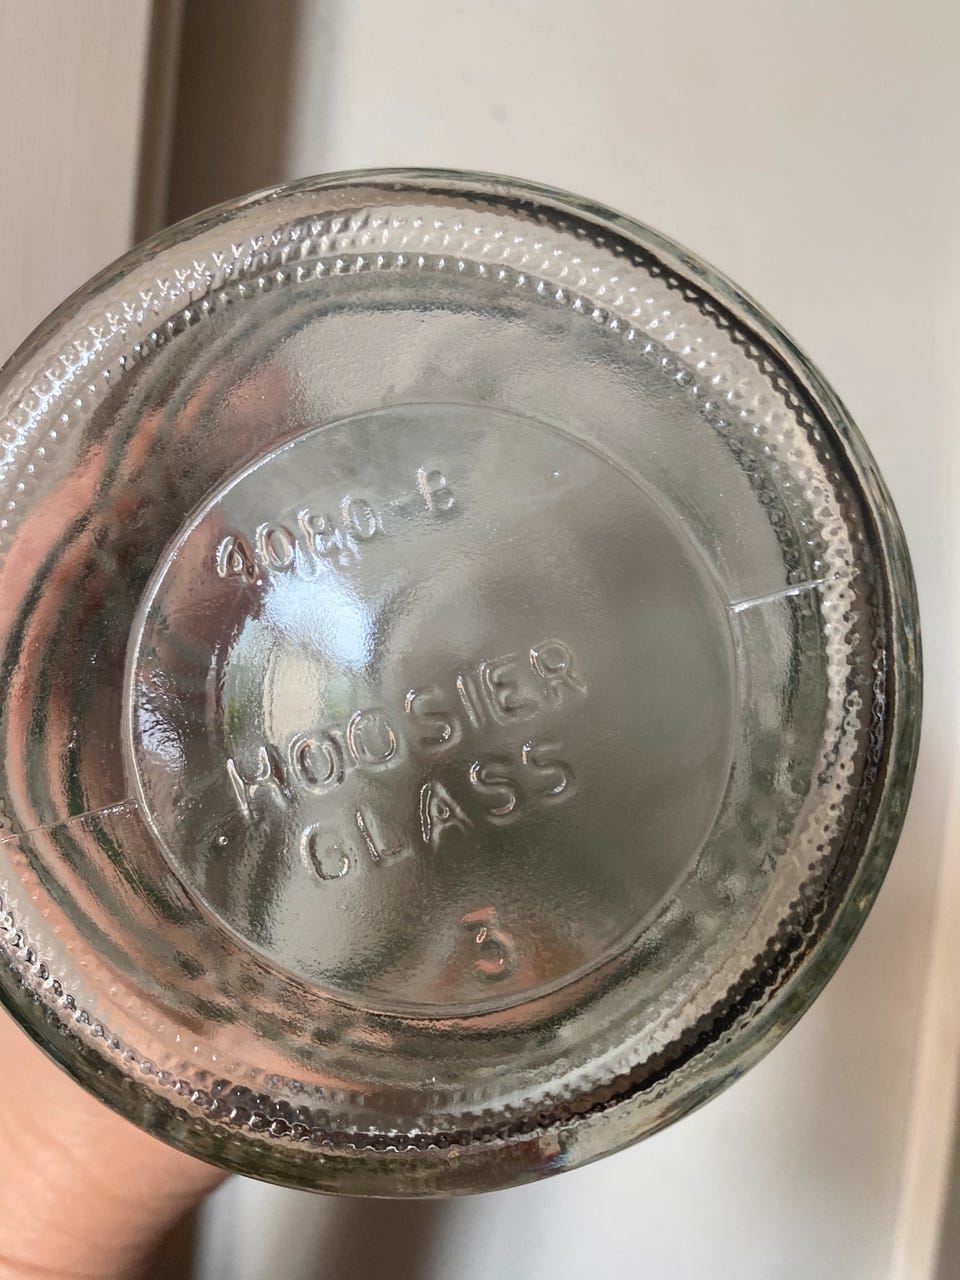 4080-B
HOOSIER
GLASS
3